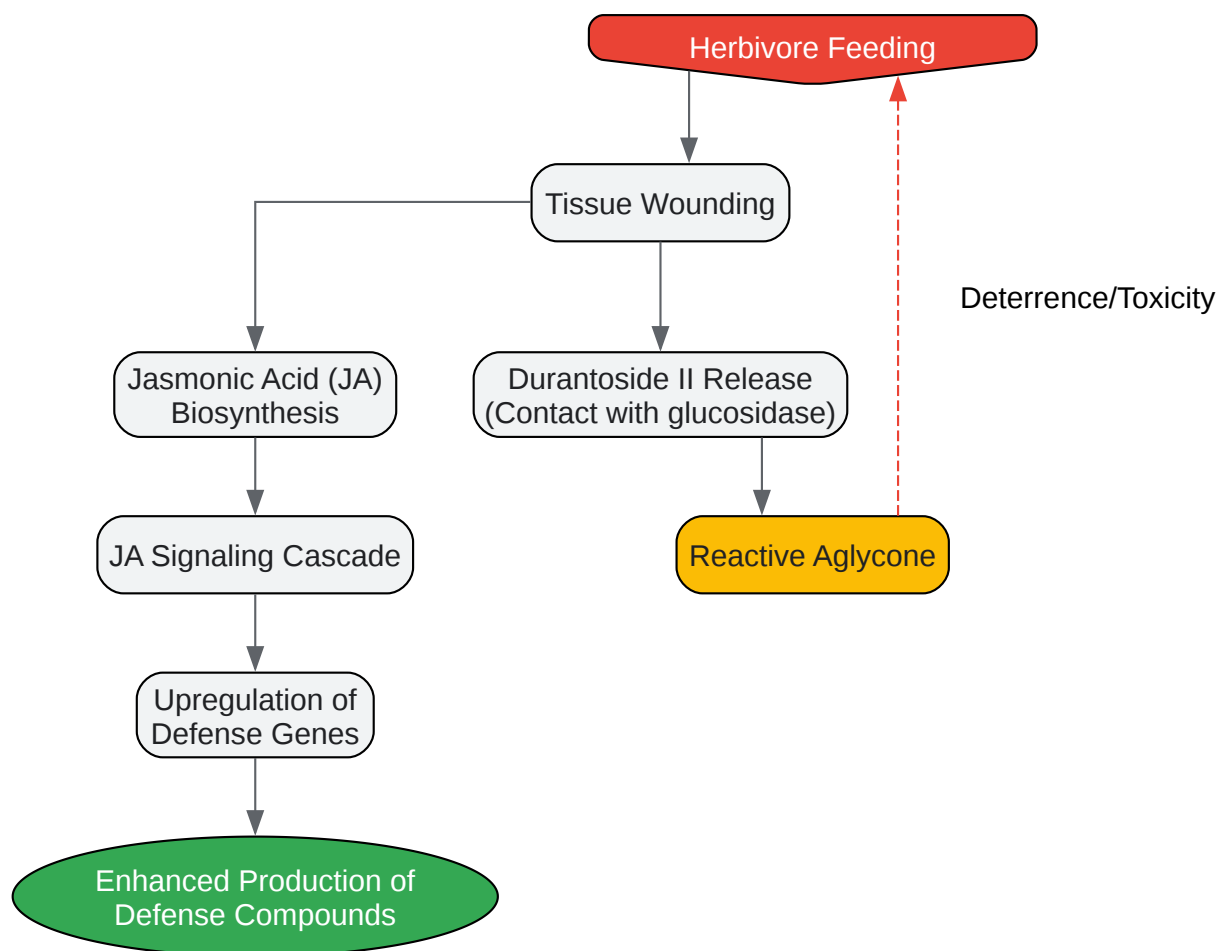 Herbivore Feeding
Tissue Wounding
Deterrence/Toxicity
Jasmonic Acid (JA)
Biosynthesis
Durantoside II Release
(Contact with glucosidase)
JA Signaling Cascade
Reactive Aglycone
Upregulation of
Defense Genes
Enhanced Production of
Defense Compounds